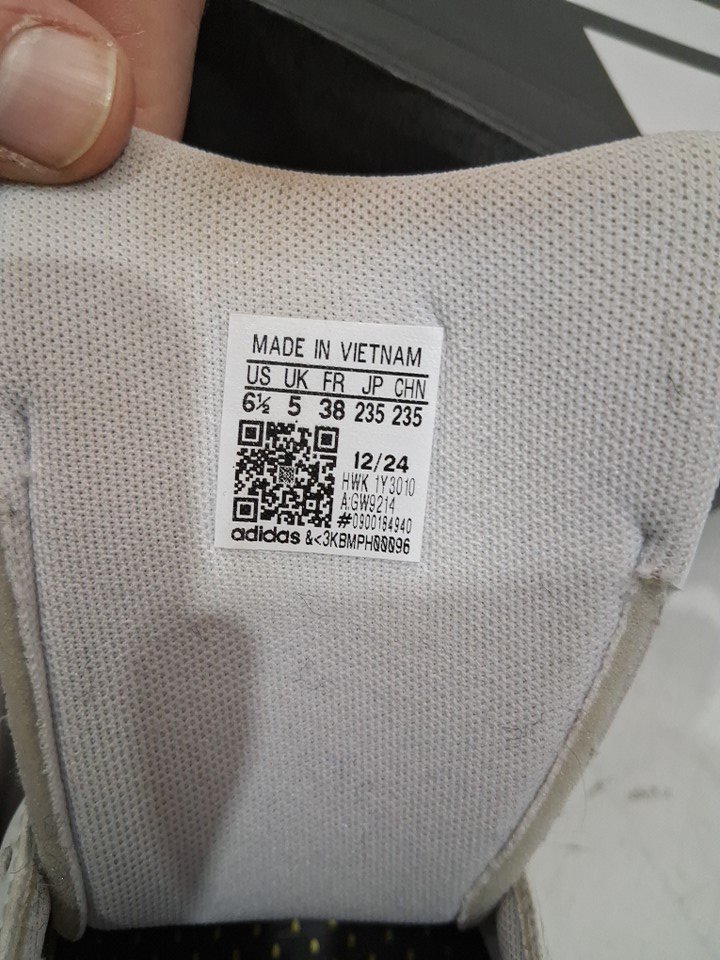 MADE IN VIETNAM
US UK FR JP CHN
6½ 5 38 235 235
12/24
HWK 1Y3010
A:GW9214
#0900184940
adidas &<3KBMPH00096